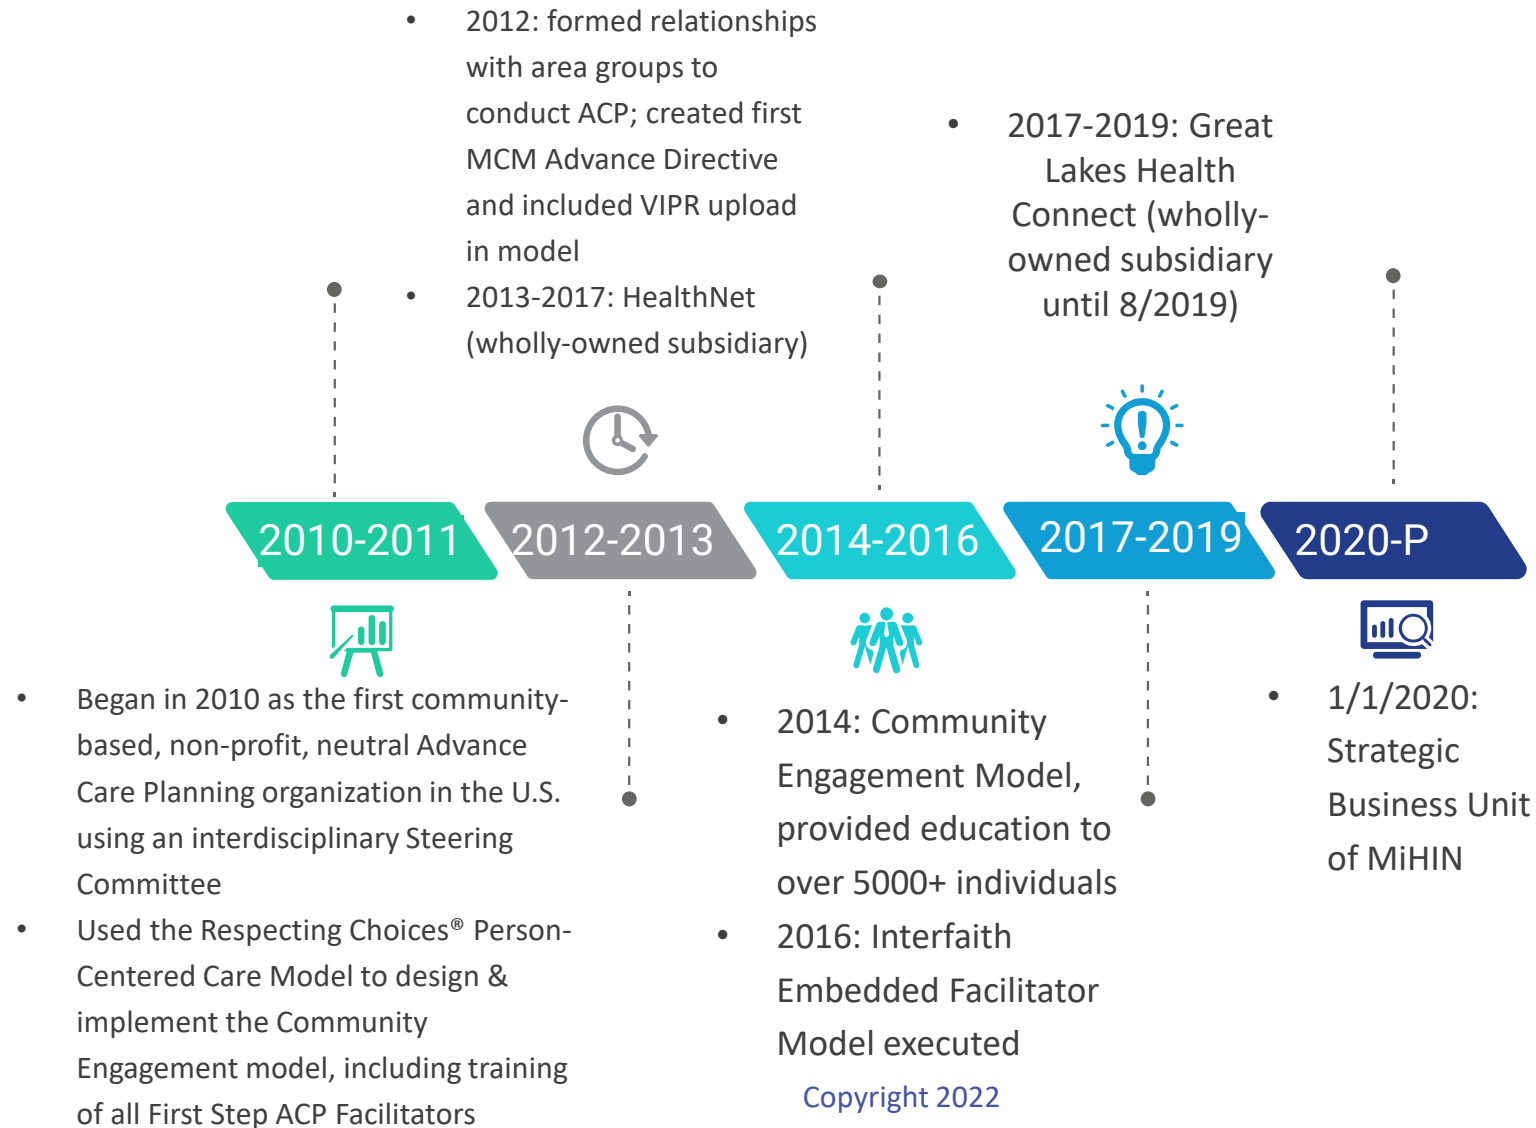 • 2012: formed relationships
with area groups to
conduct ACP; created first
MCM Advance Directive
and included VIPR upload
in model
• 2013-2017: HealthNet
(wholly-owned subsidiary)
• 2017-2019: Great
Lakes Health
Connect (wholly-
owned subsidiary
until 8/2019)
2010-2011
2012-2013
2014-2016
2017-2019
2020-P
• Began in 2010 as the first community-
based, non-profit, neutral Advance
Care Planning organization in the U.S.
using an interdisciplinary Steering
Committee
• Used the Respecting Choices® Person-
Centered Care Model to design &
implement the Community
Engagement model, including training
of all First Step ACP Facilitators
• 2014: Community
Engagement Model,
provided education to
over 5000+ individuals
• 2016: Interfaith
Embedded Facilitator
Model executed
• 1/1/2020:
Strategic
Business Unit
of MiHIN
Copyright 2022